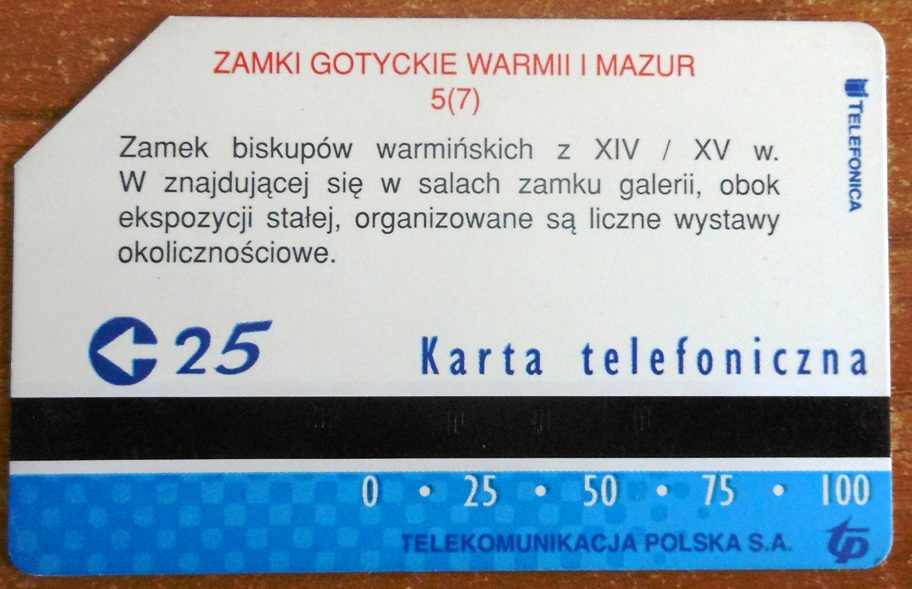 ZAMKI GOTYCKIE WARMII I MAZUR
5(7)
Zamek biskupów warmińskich z XIV / XV w.
W znajdującej się w salach zamku galerii, obok
ekspozycji stałej, organizowane są liczne wystawy
okolicznościowe.
TELEFONICA
25
Karta telefoniczna
0 • 25 • 50 • 75 • 100
TELEKOMUNIKACJA POLSKA S.A. tp